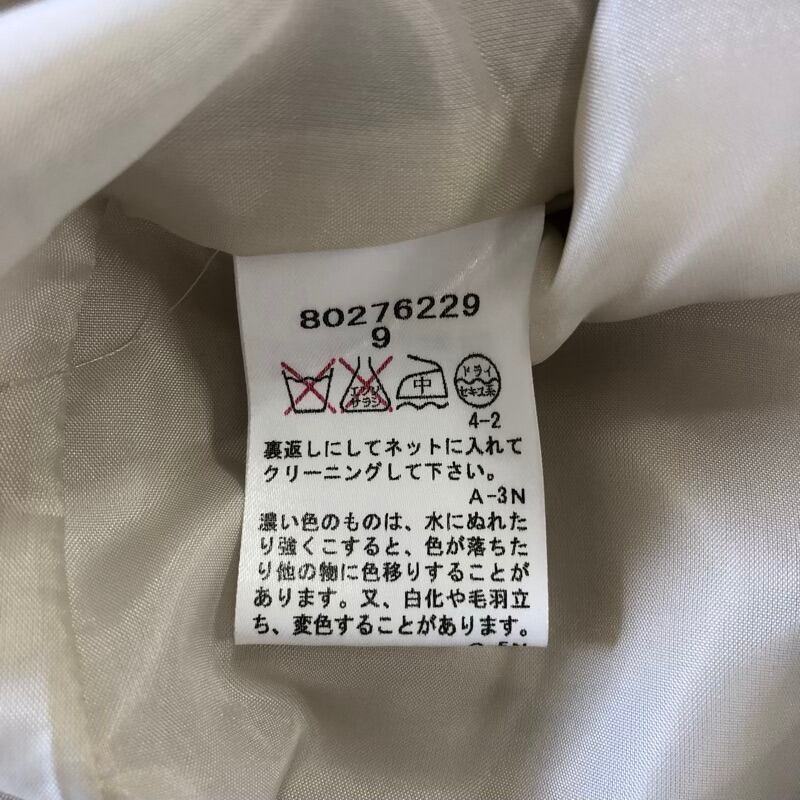 80276229
9
エンソ サラシ 中 ドライ セキユ系
4-2
裏返しにしてネットに入れて
クリーニングして下さい。
A-3N
濃い色のものは、水にぬれた
り強くこすると、色が落ちた
り他の物に色移りすることが
あります。又、白化や毛羽立
ち、変色することがあります。